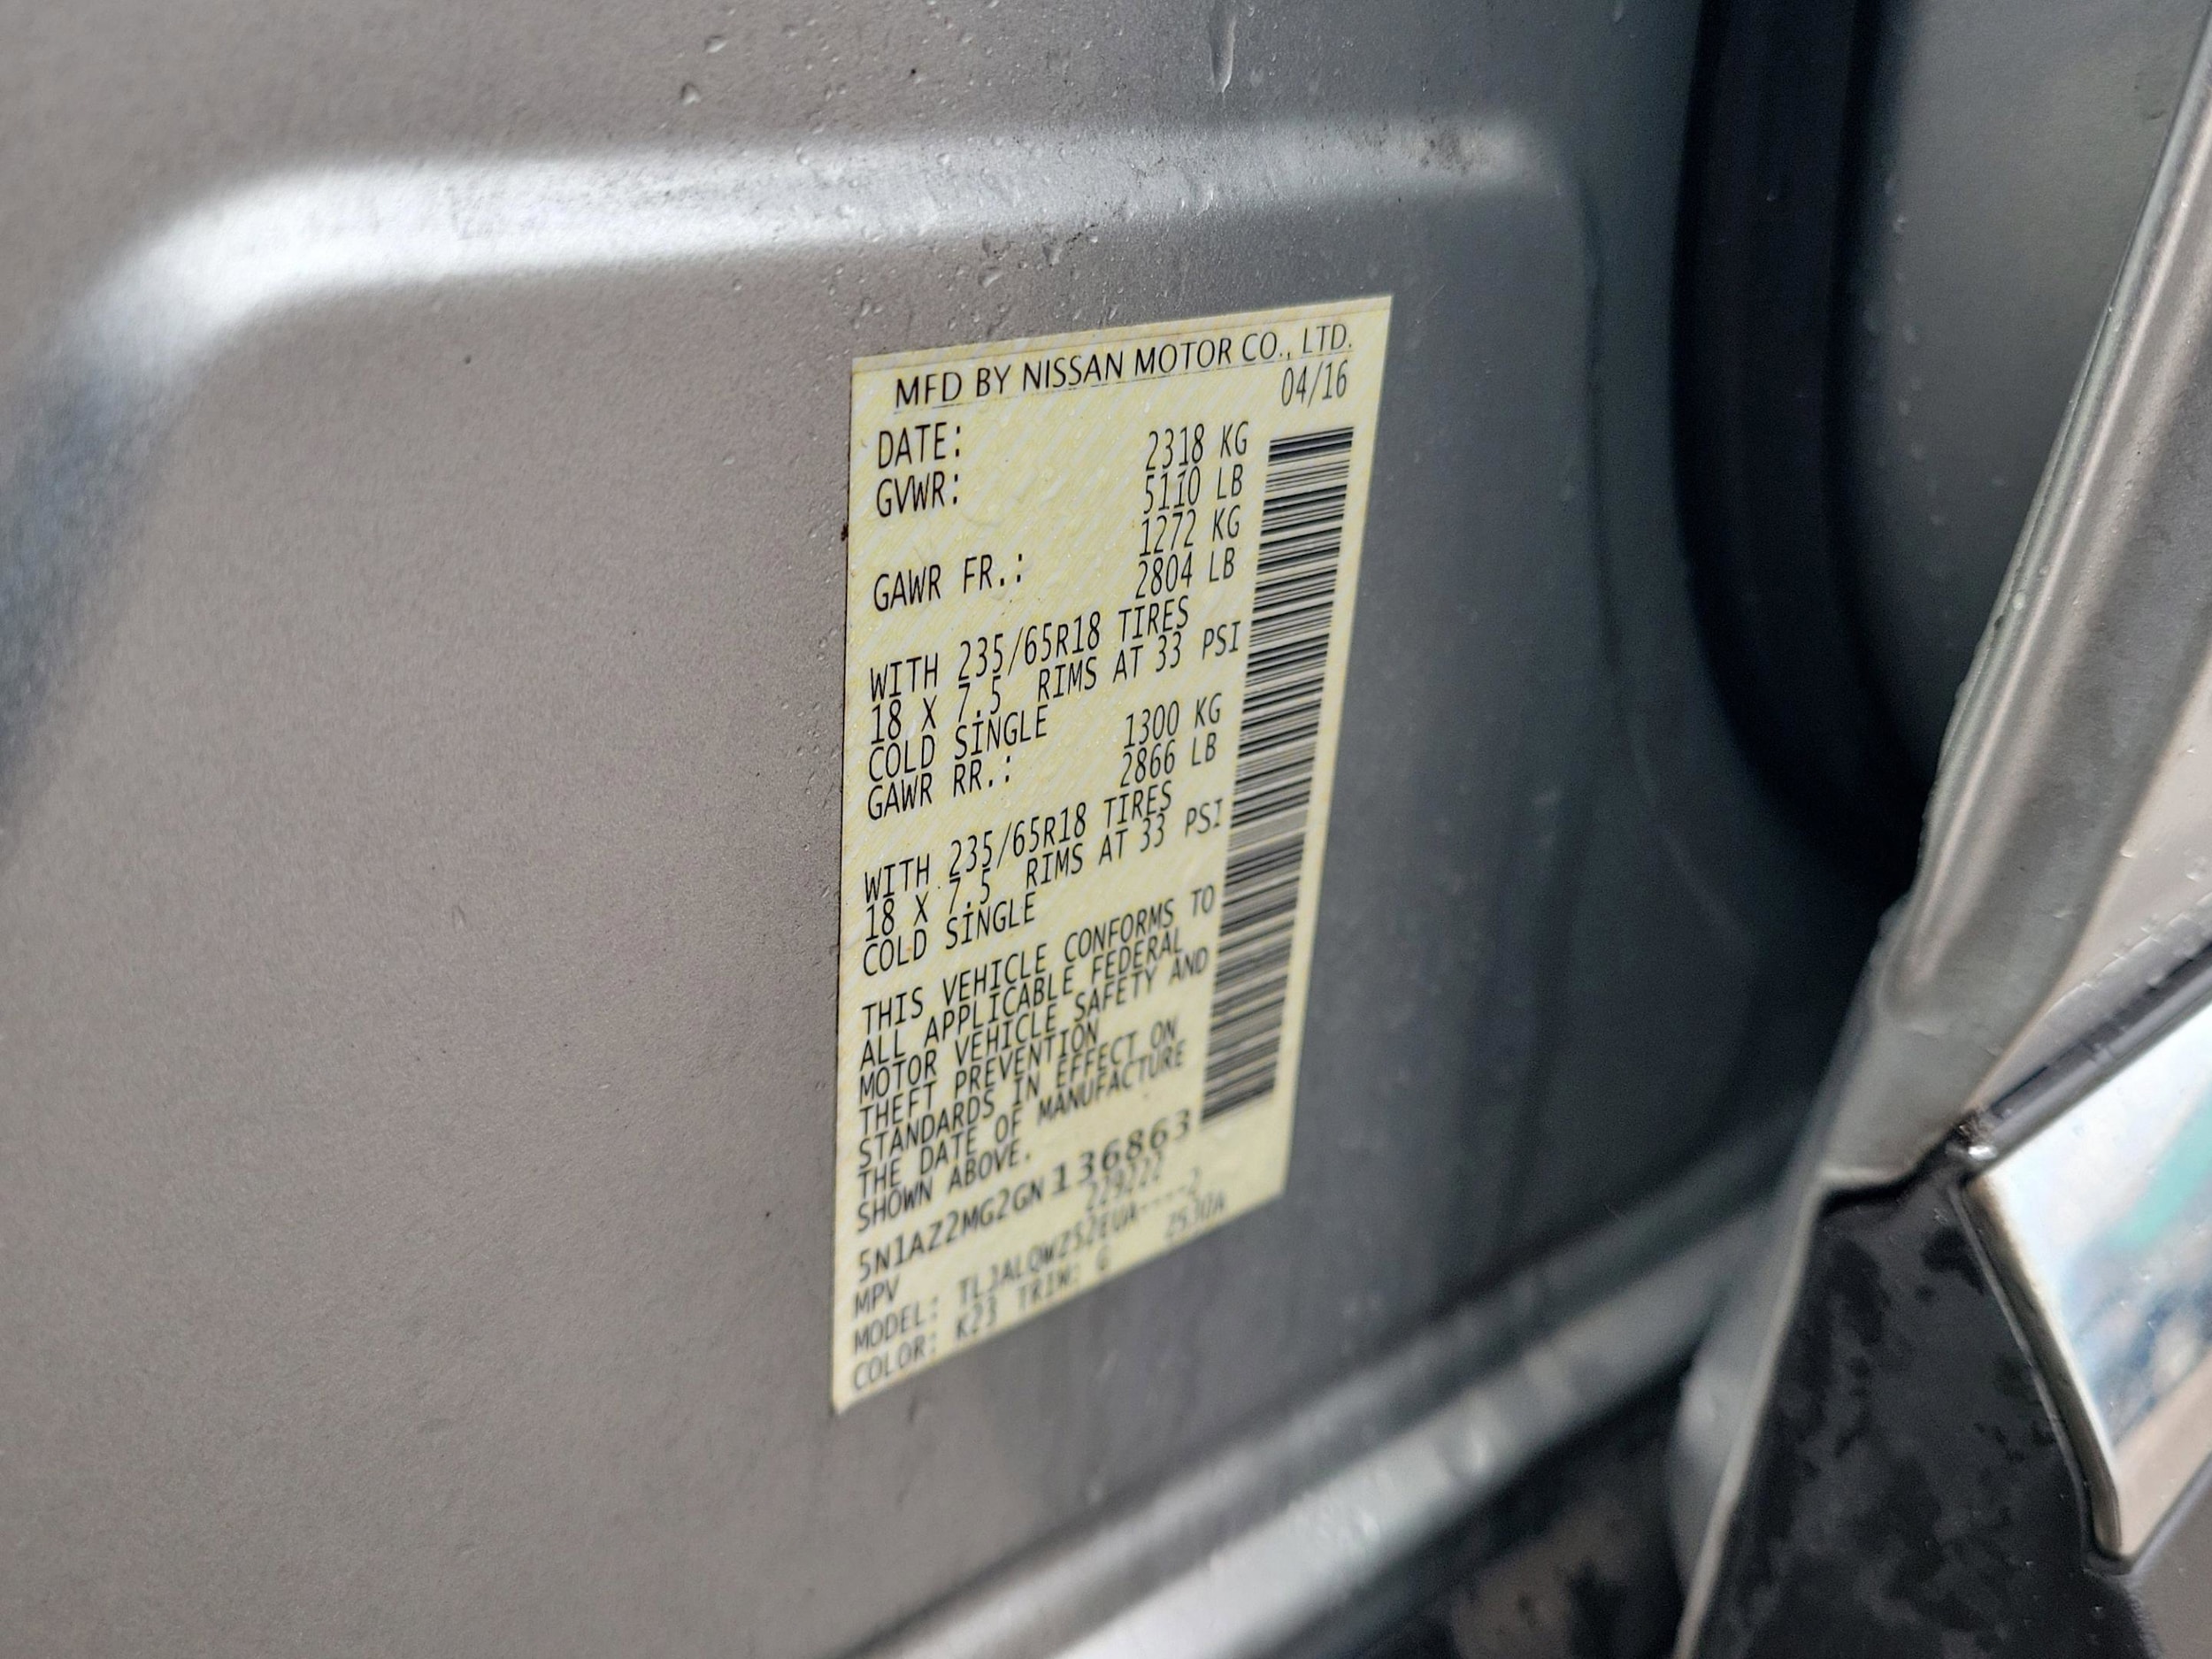 MFD BY NISSAN MOTOR CO., LTD.
DATE: 04/16
GVWR: 2318 KG
5110 LB
GAWR FR.: 1272 KG
2804 LB
WITH 235/65R18 TIRES
18 X 7.5 RIMS AT 33 PSI
COLD SINGLE
GAWR RR.: 1300 KG
2866 LB
WITH 235/65R18 TIRES
18 X 7.5 RIMS AT 33 PSI
COLD SINGLE
THIS VEHICLE CONFORMS TO
ALL APPLICABLE FEDERAL
MOTOR VEHICLE SAFETY AND
THEFT PREVENTION
STANDARDS IN EFFECT ON
THE DATE OF MANUFACTURE
SHOWN ABOVE.
5N1AZ2MG2GN136863
MPV 229222
MODEL:
COLOR: K23 TRIM: G